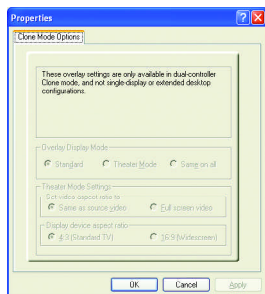 Properties
Clone Mode Options
These overlay settings are only available in dual-controller
Clone mode, and not single-display or extended desktop
configurations.
Overlay Display Mode
Standard Theater Mode Same on all
Theater Mode Settings
Set video aspect ratio to
Same as source video Full screen video
Display device aspect ratio
4:3 (Standard TV) 16:9 (Widescreen)
OK Cancel Apply